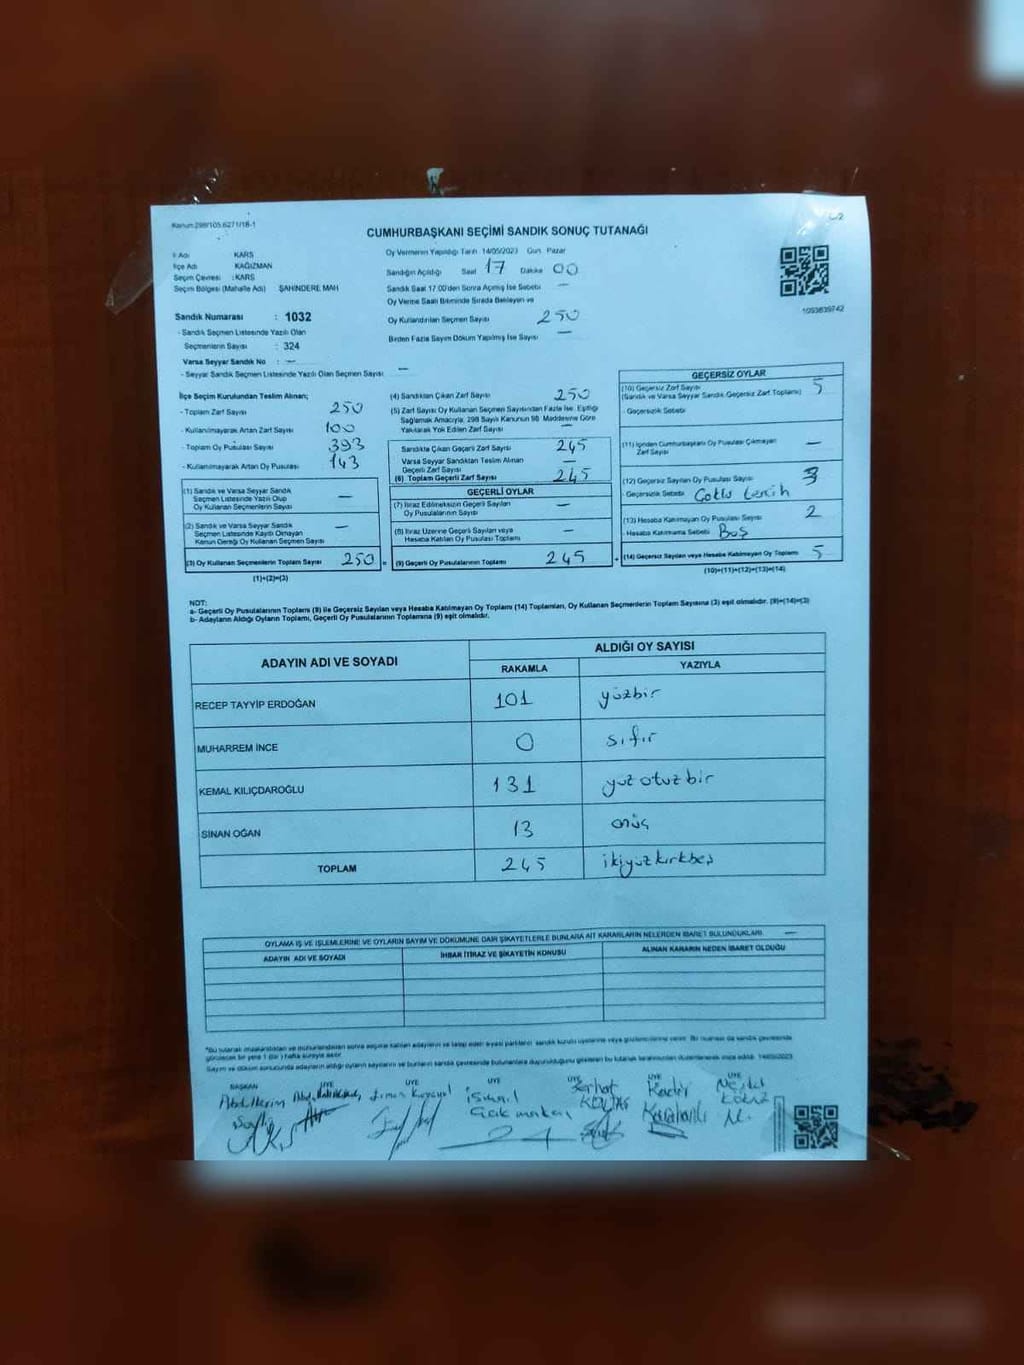 Kanun:298/105,6271/18-1
CUMHURBAŞKANI SEÇİMİ SANDIK SONUÇ TUTANAĞI
İl Adı KARS
İlçe Adı KAĞIZMAN
Seçim Çevresi : KARS
Seçim Bölgesi (Mahalle Adı) ŞAHİNDERE MAH
Sandık Numarası : 1032
- Sandık Seçmen Listesinde Yazılı Olan
Seçmenlerin Sayısı : 324
Varsa Seyyar Sandık No : —
- Seyyar Sandık Seçmen Listesinde Yazılı Olan Seçmen Sayısı: —
Oy Vermenin Yapıldığı Tarih 14/05/2023 Gün Pazar
Sandığın Açıldığı Saat 17 Dakika 00
Sandık Saat 17.00'den Sonra Açılmış İse Sebebi —
Oy Verme Saati Bitiminde Sırada Bekleyen ve
Oy Kullandırılan Seçmen Sayısı 250
Birden Fazla Sayım Döküm Yapılmış İse Sayısı —
1093839742
İlçe Seçim Kurulundan Teslim Alınan;
- Toplam Zarf Sayısı 250
- Kullanılmayarak Artan Zarf Sayısı 100
- Toplam Oy Pusulası Sayısı 393
- Kullanılmayarak Artan Oy Pusulası 143
(1) Sandık ve Varsa Seyyar Sandık
Seçmen Listesinde Yazılı Olup
Oy Kullanan Seçmenlerin Sayısı —
(2) Sandık ve Varsa Seyyar Sandık
Seçmen Listesinde Kayıtlı Olmayan
Kanun Gereği Oy Kullanan Seçmen Sayısı —
(3) Oy Kullanan Seçmenlerin Toplam Sayısı 250
(1)+(2)=(3)
(4) Sandıktan Çıkan Zarf Sayısı 250
(5) Zarf Sayısı Oy Kullanan Seçmen Sayısından Fazla İse, Eşitliği
Sağlamak Amacıyla, 298 Sayılı Kanunun 98. Maddesine Göre
Yakılarak Yok Edilen Zarf Sayısı —
Sandıkta Çıkan Geçerli Zarf Sayısı 245
Varsa Seyyar Sandıktan Teslim Alınan
Geçerli Zarf Sayısı —
(6) Toplam Geçerli Zarf Sayısı 245
GEÇERLİ OYLAR
(7) İtiraz Edilmeksizin Geçerli Sayılan
Oy Pusulalarının Sayısı —
(8) İtiraz Üzerine Geçerli Sayılan veya
Hesaba Katılan Oy Pusulası Toplamı —
(9) Geçerli Oy Pusulalarının Toplamı 245
GEÇERSİZ OYLAR
(10) Geçersiz Zarf Sayısı 5
(Sandık ve Varsa Seyyar Sandık Geçersiz Zarf Toplamı)
- Geçersizlik Sebebi
(11) İçinden Cumhurbaşkanı Oy Pusulası Çıkmayan
Zarf Sayısı —
(12) Geçersiz Sayılan Oy Pusulası Sayısı 3
- Geçersizlik Sebebi Çoklu tercih
(13) Hesaba Katılmayan Oy Pusulası Sayısı 2
- Hesaba Katılmama Sebebi Boş
(14) Geçersiz Sayılan veya Hesaba Katılmayan Oy Toplamı 5
(10)+(11)+(12)+(13)=(14)
NOT:
a- Geçerli Oy Pusulalarının Toplamı (9) ile Geçersiz Sayılan veya Hesaba Katılmayan Oy Toplamı (14) Toplamları, Oy Kullanan Seçmenlerin Toplam Sayısına (3) eşit olmalıdır. (9)+(14)=(3)
b- Adayların Aldığı Oyların Toplamı, Geçerli Oy Pusulalarının Toplamına (9) eşit olmalıdır.
ADAYIN ADI VE SOYADI ALDIĞI OY SAYISI
RAKAMLA YAZIYLA
RECEP TAYYİP ERDOĞAN 101 yüzbir
MUHARREM İNCE 0 sıfır
KEMAL KILIÇDAROĞLU 131 yüz otuz bir
SİNAN OĞAN 13 onüç
TOPLAM 245 ikiyüzkırkbeş
OYLAMA İŞ VE İŞLEMLERİNE VE OYLARIN SAYIM VE DÖKÜMÜNE DAİR ŞİKAYETLERLE BUNLARA AİT KARARLARIN NELERDEN İBARET BULUNDUKLARI. —
ADAYIN ADI VE SOYADI İHBAR İTİRAZ VE ŞİKAYETİN KONUSU ALINAN KARARIN NEDEN İBARET OLDUĞU
BAŞKAN ÜYE ÜYE ÜYE ÜYE ÜYE ÜYE
İsmail Serhat Kadir
Çakmaktaş